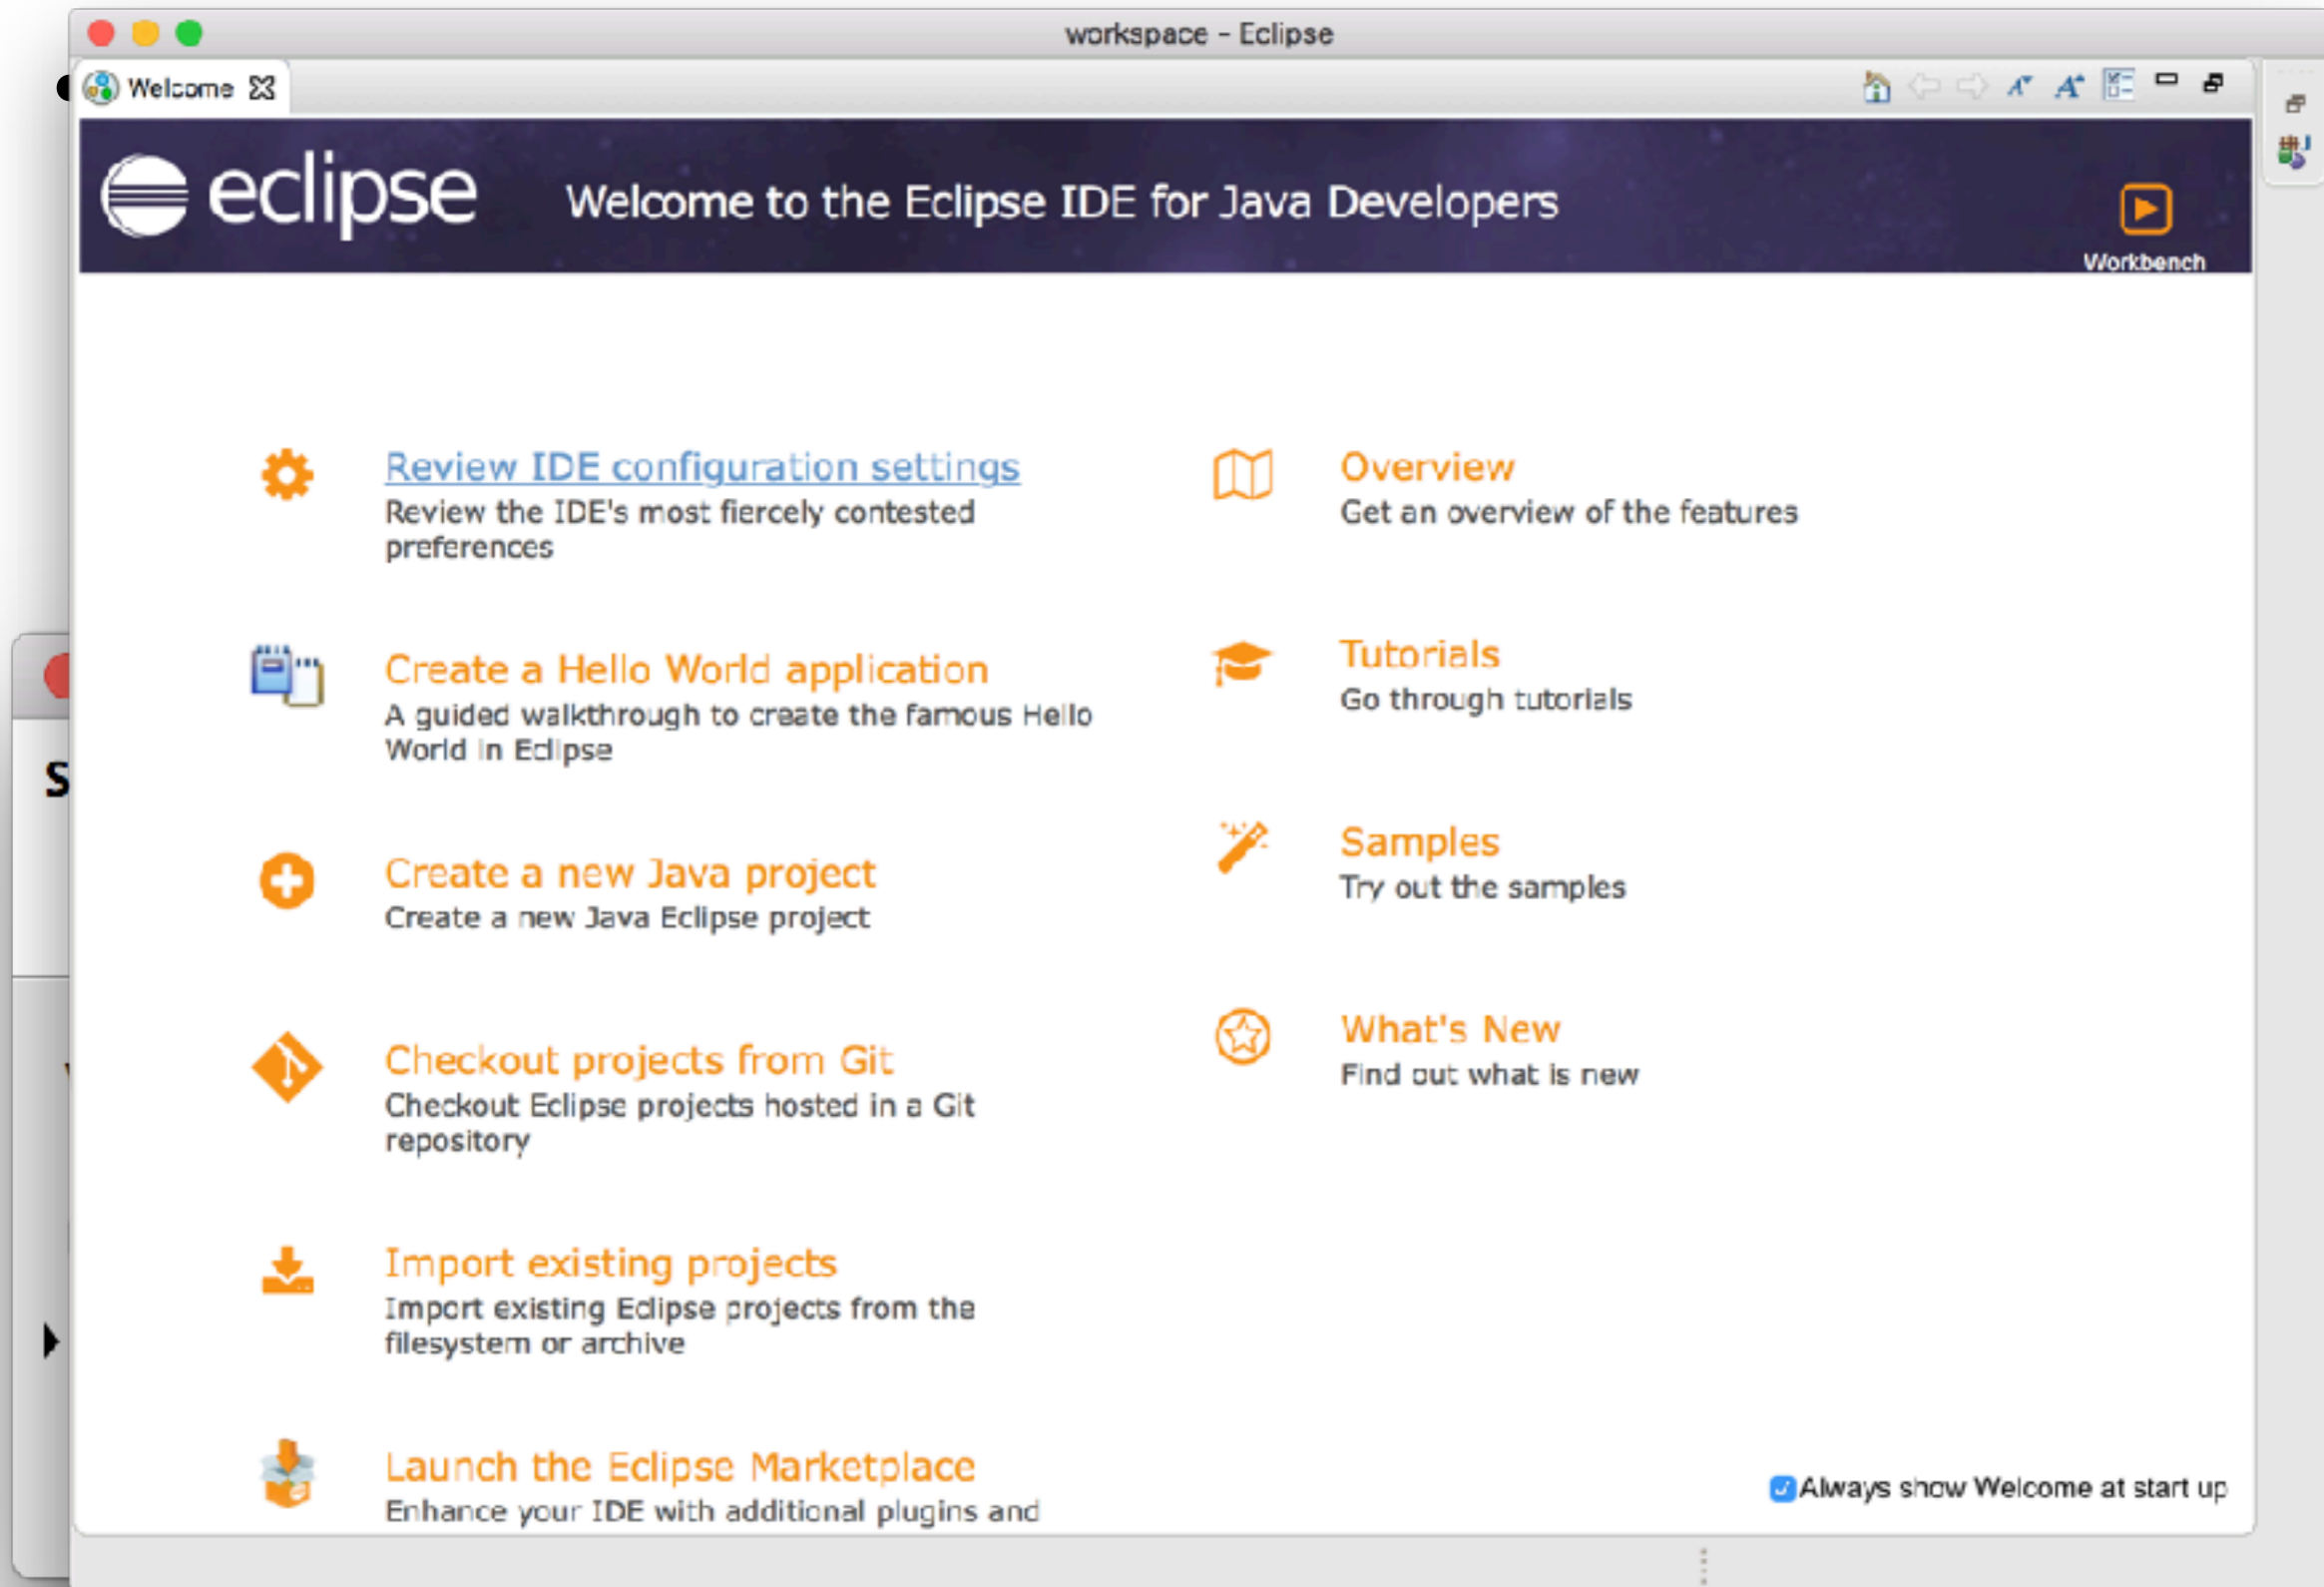 workspace - Eclipse
Welcome
eclipse
Welcome to the Eclipse IDE for Java Developers
Workbench
Review IDE configuration settings
Review the IDE's most fiercely contested
preferences
Create a Hello World application
A guided walkthrough to create the famous Hello
World in Eclipse
Create a new Java project
Create a new Java Eclipse project
Checkout projects from Git
Checkout Eclipse projects hosted in a Git
repository
Import existing projects
Import existing Eclipse projects from the
filesystem or archive
Launch the Eclipse Marketplace
Enhance your IDE with additional plugins and
Overview
Get an overview of the features
Tutorials
Go through tutorials
Samples
Try out the samples
What's New
Find out what is new
Always show Welcome at start up
S